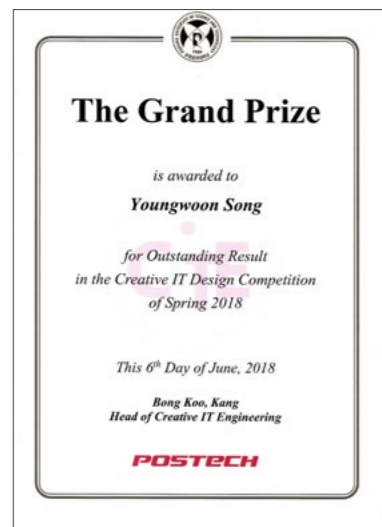 The Grand Prize
is awarded to
Youngwoon Song
for Outstanding Result
in the Creative IT Design Competition
of Spring 2018
This 6th Day of June, 2018
Bong Koo, Kang
Head of Creative IT Engineering
POSTECH
CiTE